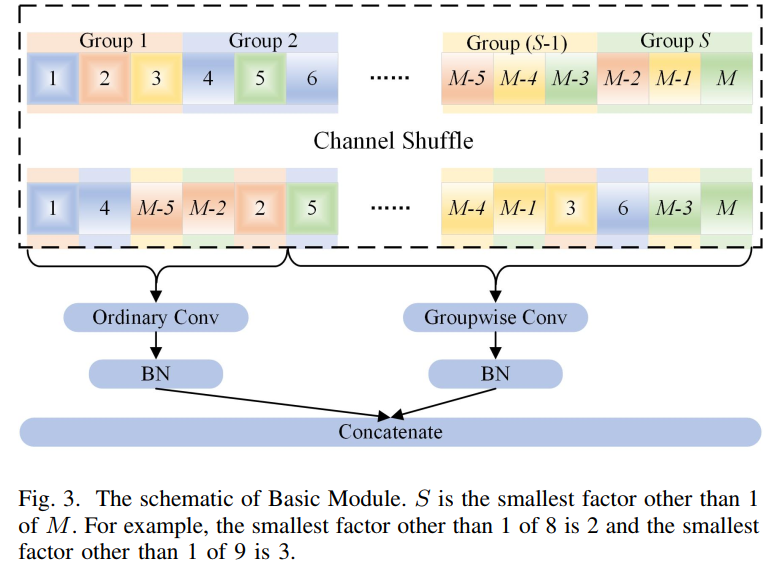 Group 1 Group 2 Group (S-1) Group S
1 2 3 4 5 6 ...... M-5 M-4 M-3 M-2 M-1 M
Channel Shuffle
1 4 M-5 M-2 2 5 ...... M-4 M-1 3 6 M-3 M
Ordinary Conv Groupwise Conv
BN BN
Concatenate
Fig. 3. The schematic of Basic Module. S is the smallest factor other than 1
of M. For example, the smallest factor other than 1 of 8 is 2 and the smallest
factor other than 1 of 9 is 3.